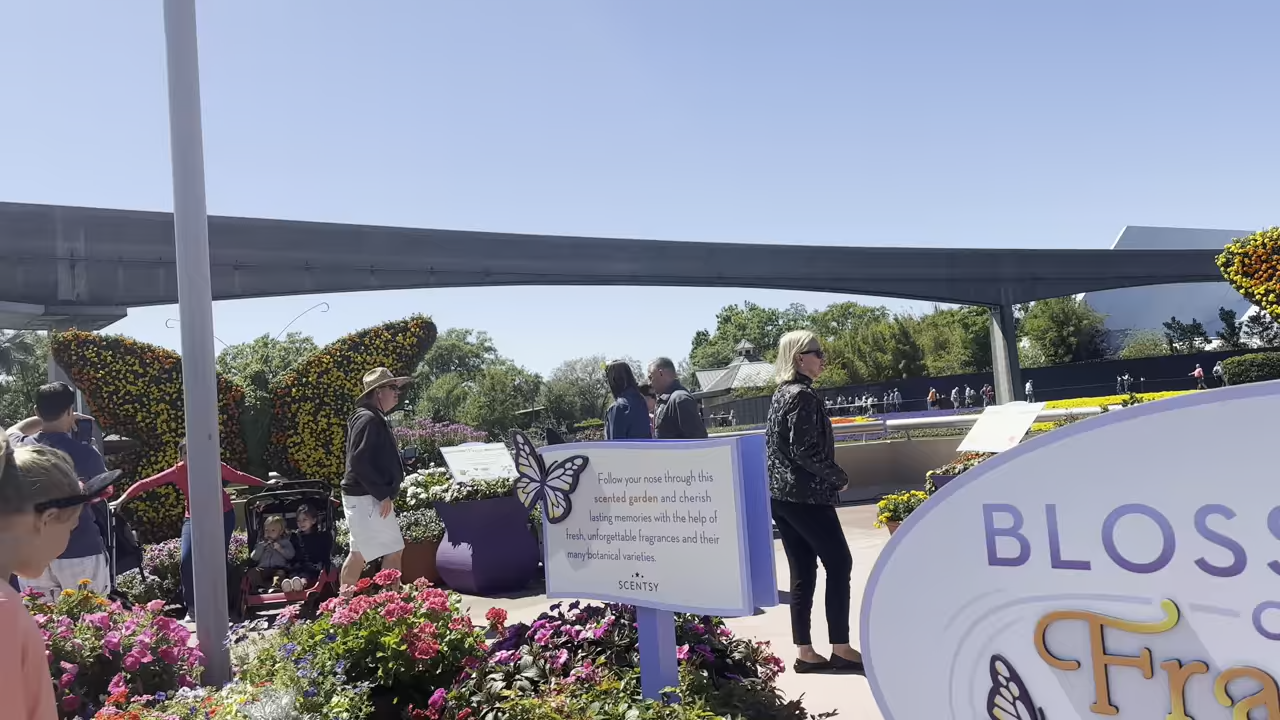 Follow your nose through this
scented garden and cherish
lasting memories with the help of
fresh, unforgettable fragrances and their
many botanical varieties.
SCENTSY
BLOSS
Fra